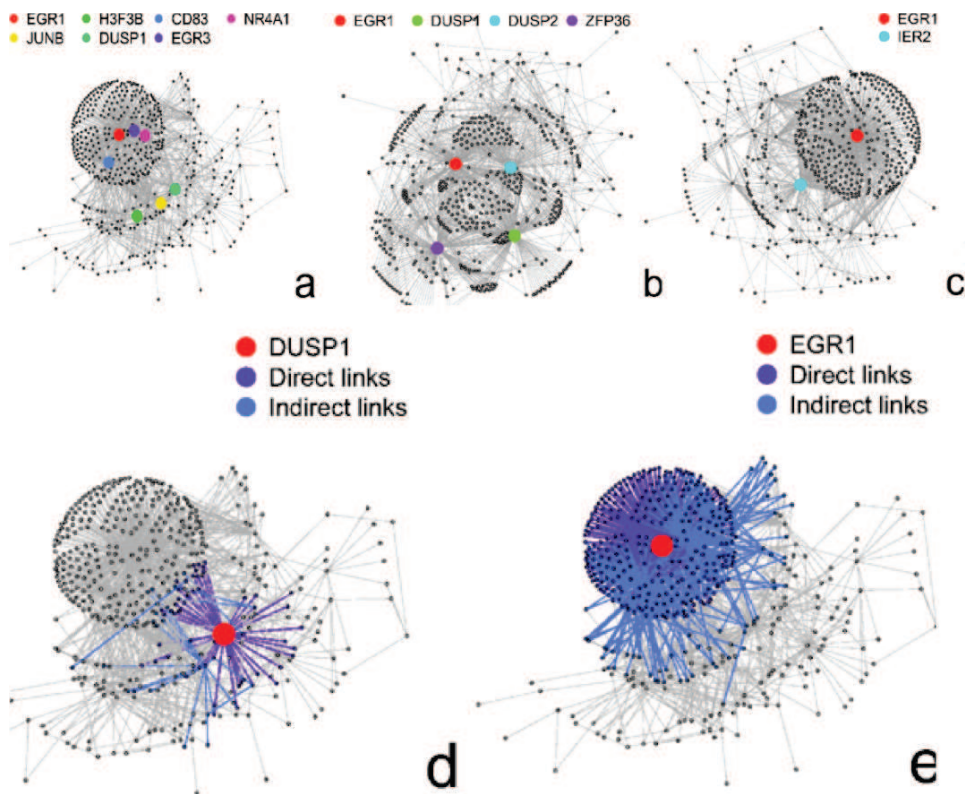 EGR1 H3F3B CD83 NR4A1
JUNB DUSP1 EGR3
EGR1 DUSP1 DUSP2 ZFP36
EGR1
IER2
a
b
c
DUSP1
Direct links
Indirect links
EGR1
Direct links
Indirect links
d
e